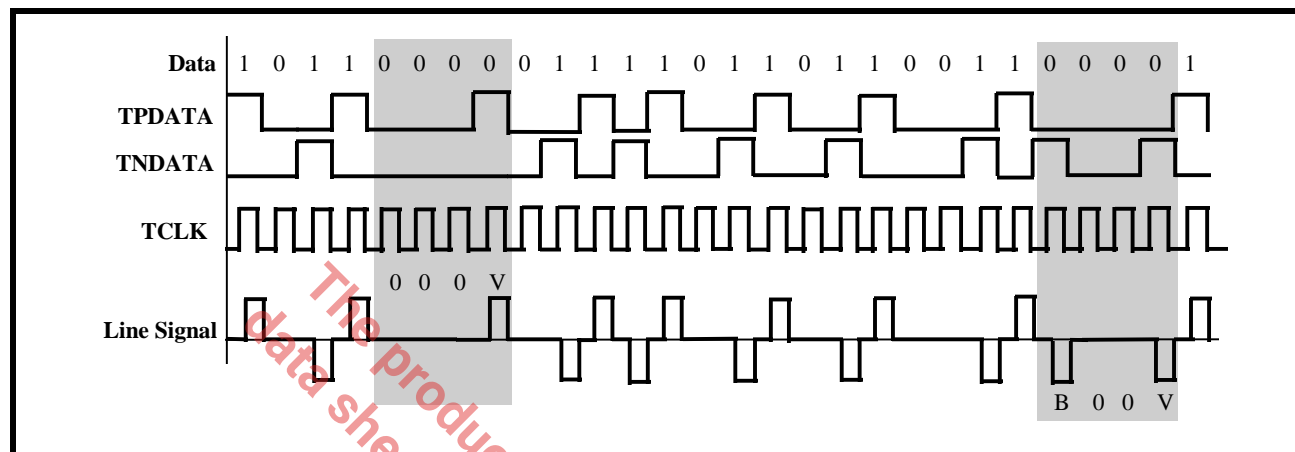 Data 1 0 1 1 0 0 0 0 0 1 1 1 1 0 1 1 0 1 1 0 0 1 1 0 0 0 0 1
TPDATA
TNDATA
TCLK
0 0 0 V
Line Signal
B 0 0 V
The produc
data she